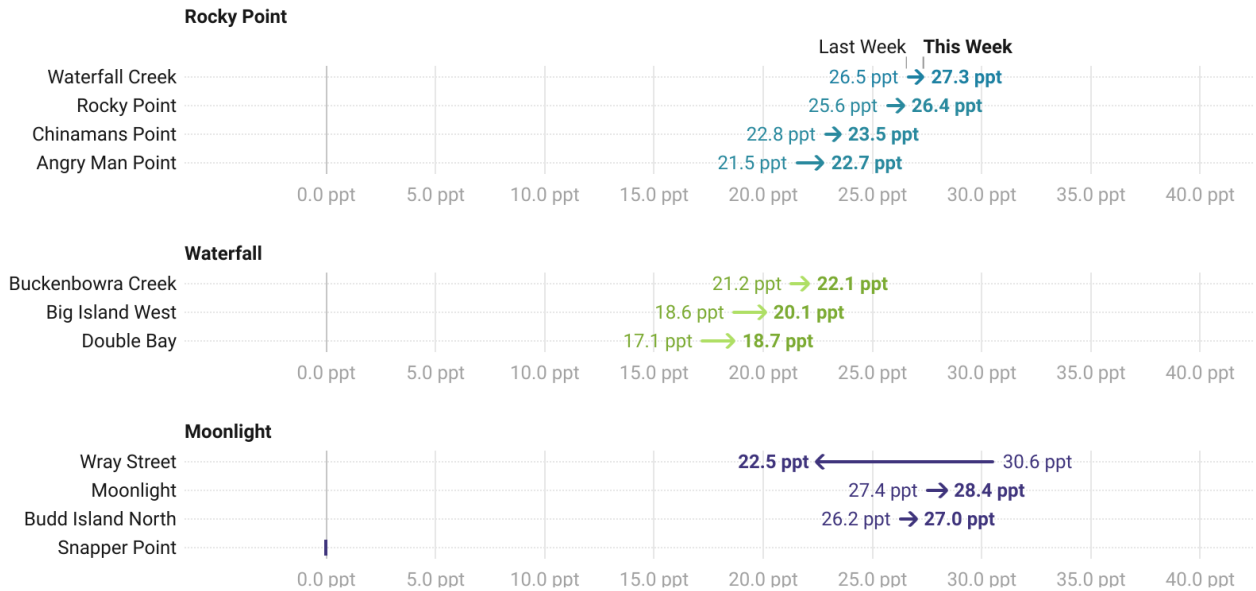 Rocky Point
Last Week This Week
Waterfall Creek 26.5 ppt 27.3 ppt
Rocky Point 25.6 ppt 26.4 ppt
Chinamans Point 22.8 ppt 23.5 ppt
Angry Man Point 21.5 ppt 22.7 ppt
0.0 ppt 5.0 ppt 10.0 ppt 15.0 ppt 20.0 ppt 25.0 ppt 30.0 ppt 35.0 ppt 40.0 ppt
Waterfall
Buckenbowra Creek 21.2 ppt 22.1 ppt
Big Island West 18.6 ppt 20.1 ppt
Double Bay 17.1 ppt 18.7 ppt
0.0 ppt 5.0 ppt 10.0 ppt 15.0 ppt 20.0 ppt 25.0 ppt 30.0 ppt 35.0 ppt 40.0 ppt
Moonlight
Wray Street 22.5 ppt 30.6 ppt
Moonlight 27.4 ppt 28.4 ppt
Budd Island North 26.2 ppt 27.0 ppt
Snapper Point
0.0 ppt 5.0 ppt 10.0 ppt 15.0 ppt 20.0 ppt 25.0 ppt 30.0 ppt 35.0 ppt 40.0 ppt